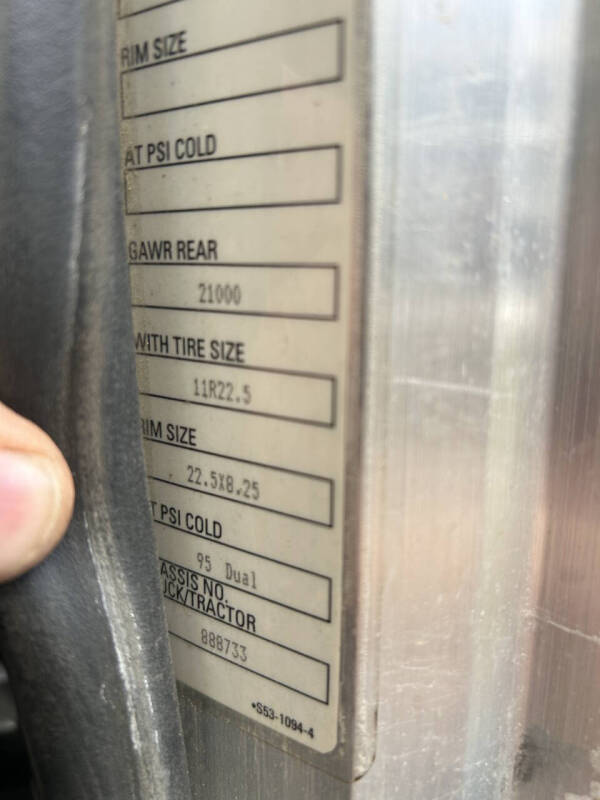 RIM SIZE
AT PSI COLD
GAWR REAR
21000
WITH TIRE SIZE
11R22.5
RIM SIZE
22.5X8.25
T PSI COLD
95 Dual
ASSIS NO.
UCK/TRACTOR
888733
*S53-1094-4